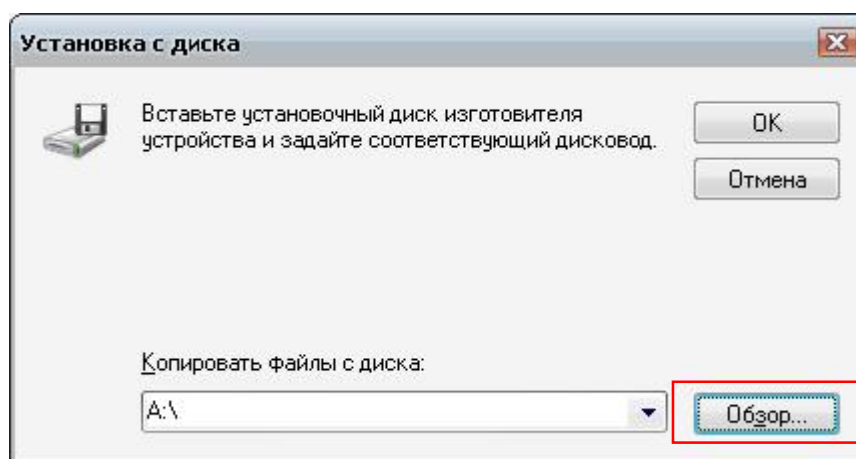 Установка с диска
Вставьте установочный диск изготовителя
устройства и задайте соответствующий дисковод.
OK
Отмена
Копировать файлы с диска:
A:\
Обзор...